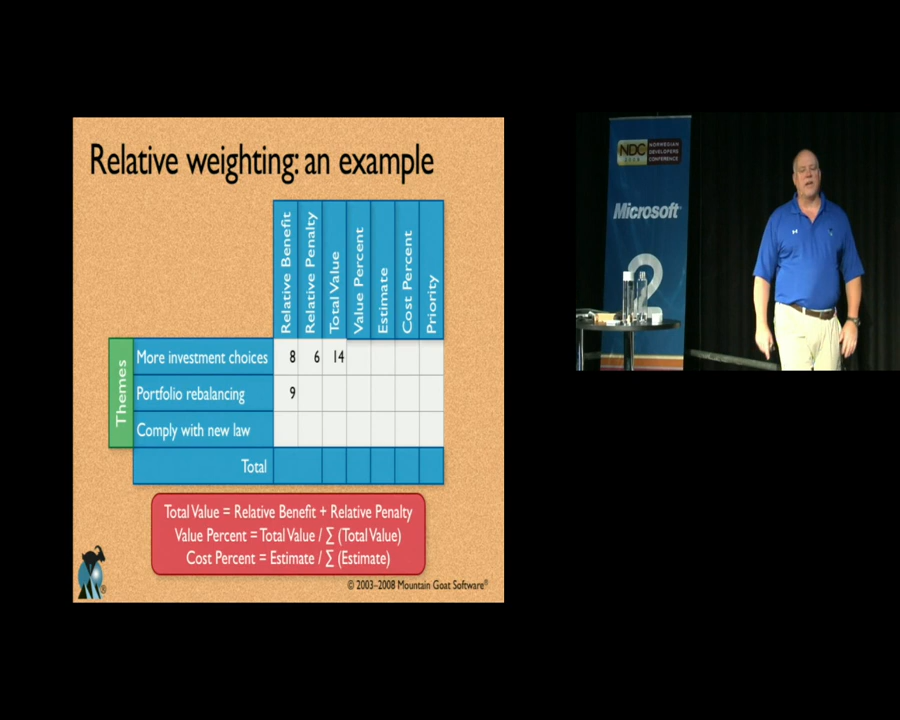 Relative weighting: an example
Relative Benefit
Relative Penalty
Total Value
Value Percent
Estimate
Cost Percent
Priority
Themes
More investment choices 8 6 14
Portfolio rebalancing 9
Comply with new law
Total
Total Value = Relative Benefit + Relative Penalty
Value Percent = Total Value / ∑ (Total Value)
Cost Percent = Estimate / ∑ (Estimate)
© 2003–2008 Mountain Goat Software®
NDC
NORWEGIAN
DEVELOPERS
CONFERENCE
Microsoft
2